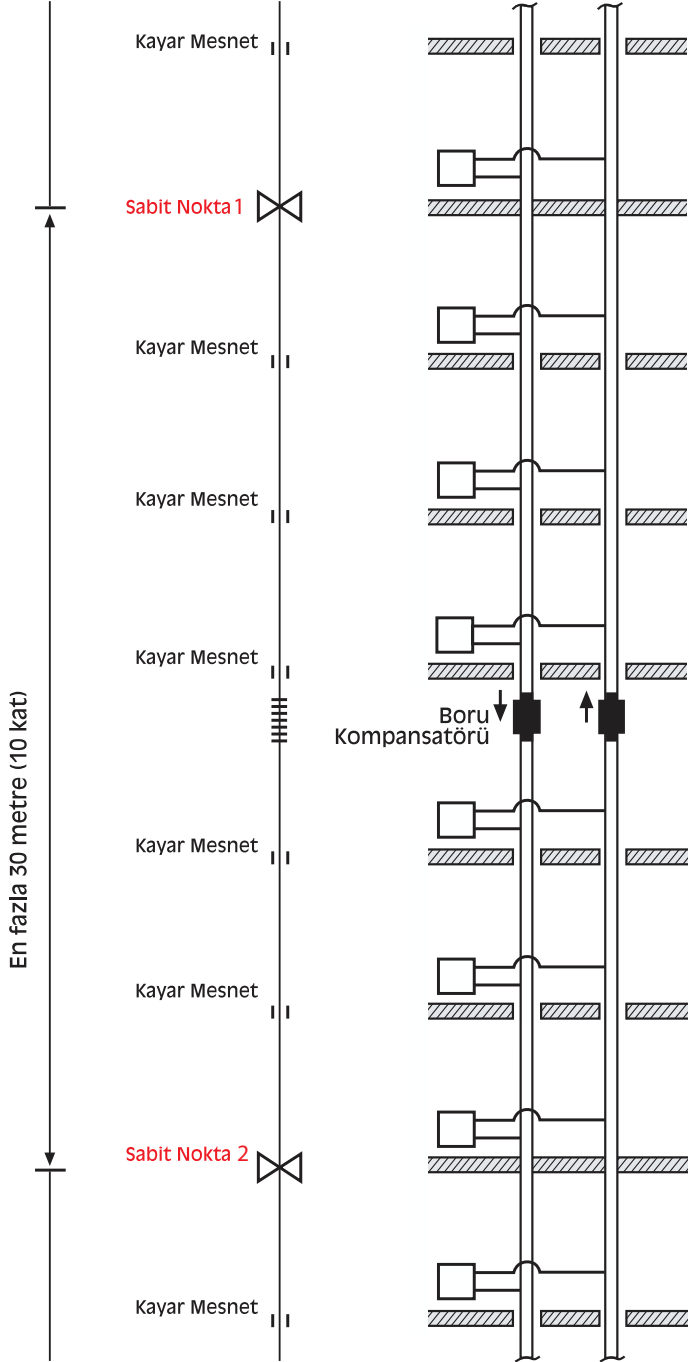 Kayar Mesnet
Sabit Nokta 1
Kayar Mesnet
Kayar Mesnet
Kayar Mesnet
En fazla 30 metre (10 kat)
Boru
Kompansatörü
Kayar Mesnet
Kayar Mesnet
Sabit Nokta 2
Kayar Mesnet